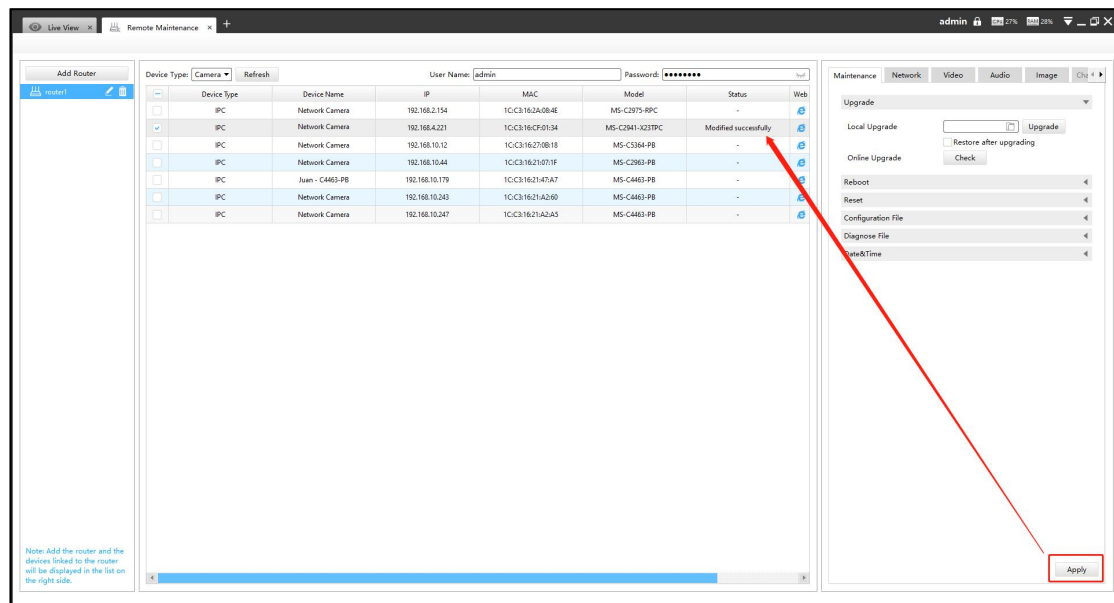 Live View ×
Remote Maintenance ×
+
admin CPU 27% RAM 28%
Add Router
router1
Note: Add the router and the
devices linked to the router
will be displayed in the list on
the right side.
Device Type: Camera Refresh User Name: admin Password: ●●●●●●●●
Device Type Device Name IP MAC Model Status Web
IPC Network Camera 192.168.2.154 1C:C3:16:2A:08:4E MS-C2975-RPC -
IPC Network Camera 192.168.4.221 1C:C3:16:CF:01:34 MS-C2941-X23TPC Modified successfully
IPC Network Camera 192.168.10.12 1C:C3:16:27:0B:18 MS-C5364-PB -
IPC Network Camera 192.168.10.44 1C:C3:16:21:07:1F MS-C2963-PB -
IPC Juan - C4463-PB 192.168.10.179 1C:C3:16:21:47:A7 MS-C4463-PB -
IPC Network Camera 192.168.10.243 1C:C3:16:21:A2:60 MS-C4463-PB -
IPC Network Camera 192.168.10.247 1C:C3:16:21:A2:A5 MS-C4463-PB -
Maintenance Network Video Audio Image
Upgrade
Local Upgrade Upgrade
Restore after upgrading
Online Upgrade Check
Reboot
Reset
Configuration File
Diagnose File
Date&Time
Apply